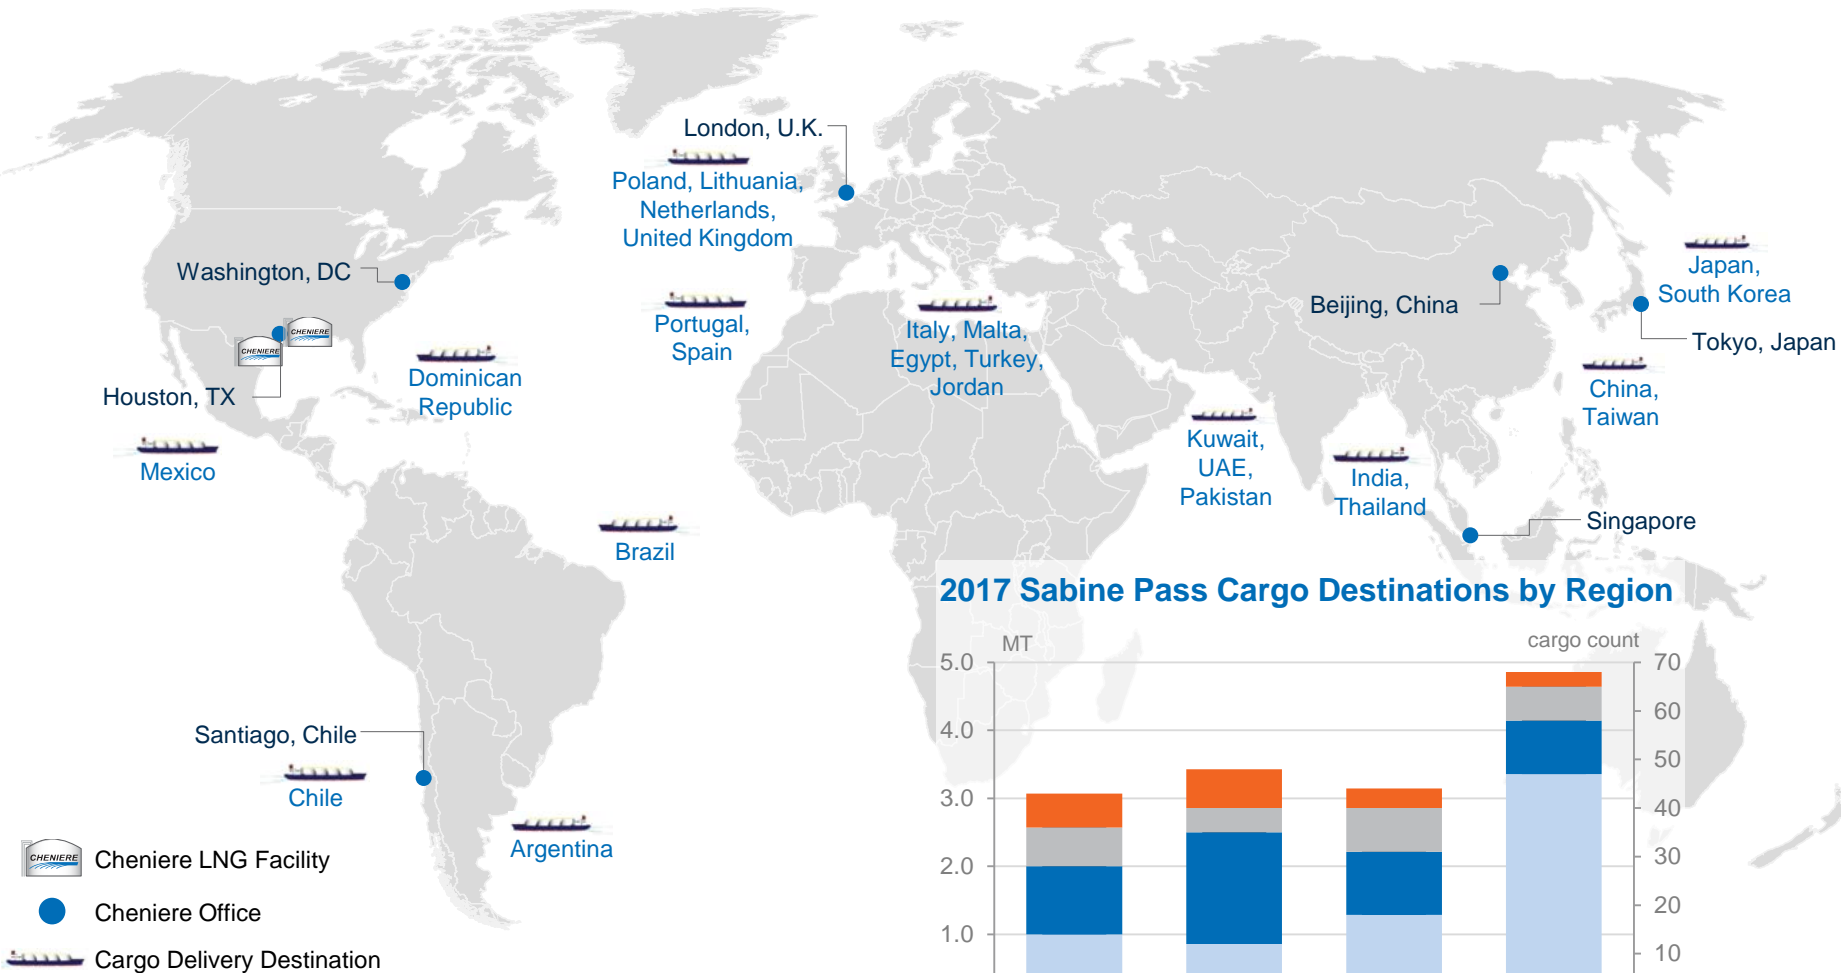 London, U.K.
Poland, Lithuania,
Netherlands,
United Kingdom
Washington, DC
Japan,
South Korea
Beijing, China
Portugal,
Spain
Italy, Malta,
Egypt, Turkey,
Jordan
Tokyo, Japan
CHENIERE
CHENIERE
Dominican
Republic
Houston, TX
China,
Taiwan
Mexico
Kuwait,
UAE,
Pakistan
India,
Thailand
Singapore
Brazil
2017 Sabine Pass Cargo Destinations by Region
MT
cargo count
5.0
70
60
4.0
50
3.0
40
2.0
30
20
1.0
10
Santiago, Chile
Chile
Argentina
CHENIERE
Cheniere LNG Facility
Cheniere Office
Cargo Delivery Destination